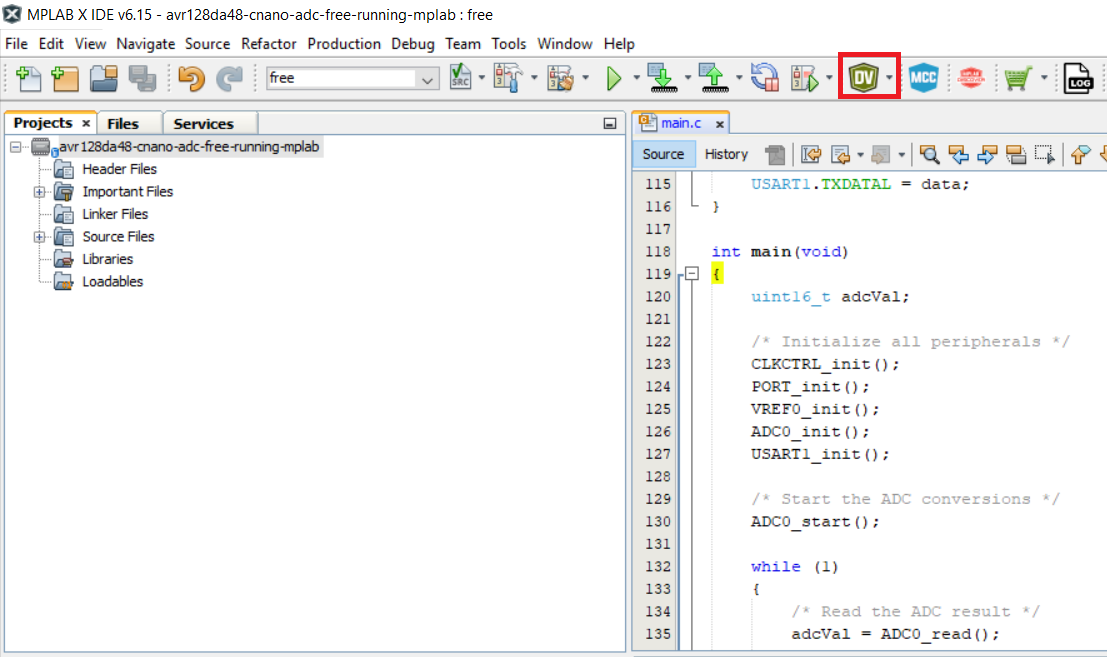 MPLAB X IDE v6.15 - avr128da48-cnano-adc-free-running-mplab : free
File Edit View Navigate Source Refactor Production Debug Team Tools Window Help
free
SRC
DV
MCC
LOG
Projects
Files
Services
avr128da48-cnano-adc-free-running-mplab
Header Files
Important Files
Linker Files
Source Files
Libraries
Loadables
main.c
Source
History
115 USART1.TXDATAL = data;
116 }
117
118 int main(void)
119 {
120 uint16_t adcVal;
121
122 /* Initialize all peripherals */
123 CLKCTRL_init();
124 PORT_init();
125 VREF0_init();
126 ADC0_init();
127 USART1_init();
128
129 /* Start the ADC conversions */
130 ADC0_start();
131
132 while (1)
133 {
134 /* Read the ADC result */
135 adcVal = ADC0_read();